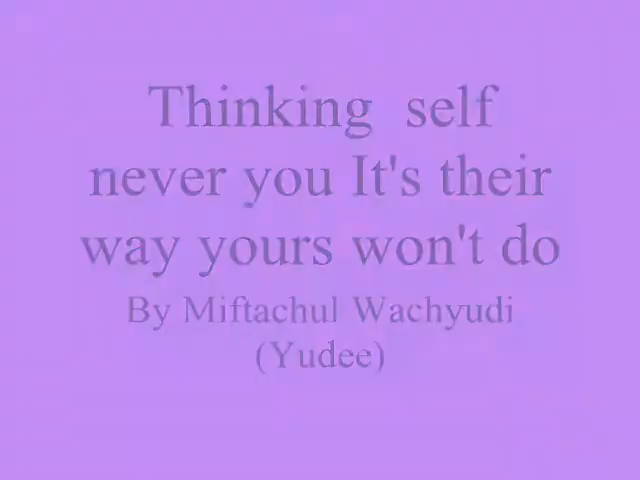 Thinking  self
never you It's their
way yours won't do
By Miftachul Wachyudi
(Yudee)